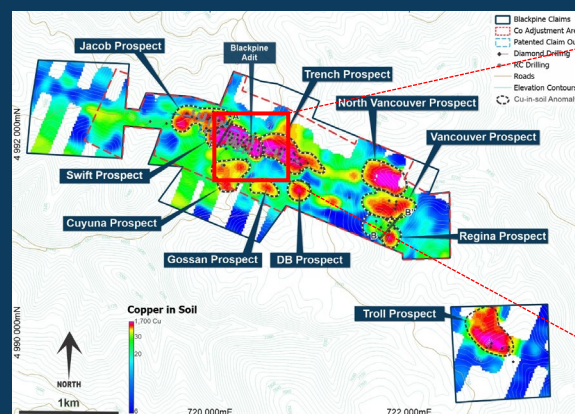 Blackpine Claims
Co Adjustment Are
Patented Claim Ou
Diamond Drilling
RC Drilling
Roads
Elevation Contours
Cu-in-soil Anomal
Jacob Prospect
Blackpine
Adit
Trench Prospect
North Vancouver Prospect
Vancouver Prospect
4 992 000mN
Swift Prospect
Cuyuna Prospect
B'
B
Regina Prospect
Gossan Prospect
DB Prospect
Troll Prospect
Copper in Soil
1,700 Cu
30
20
0
4 990 000mN
NORTH
1km
720 000mE
722 000mE